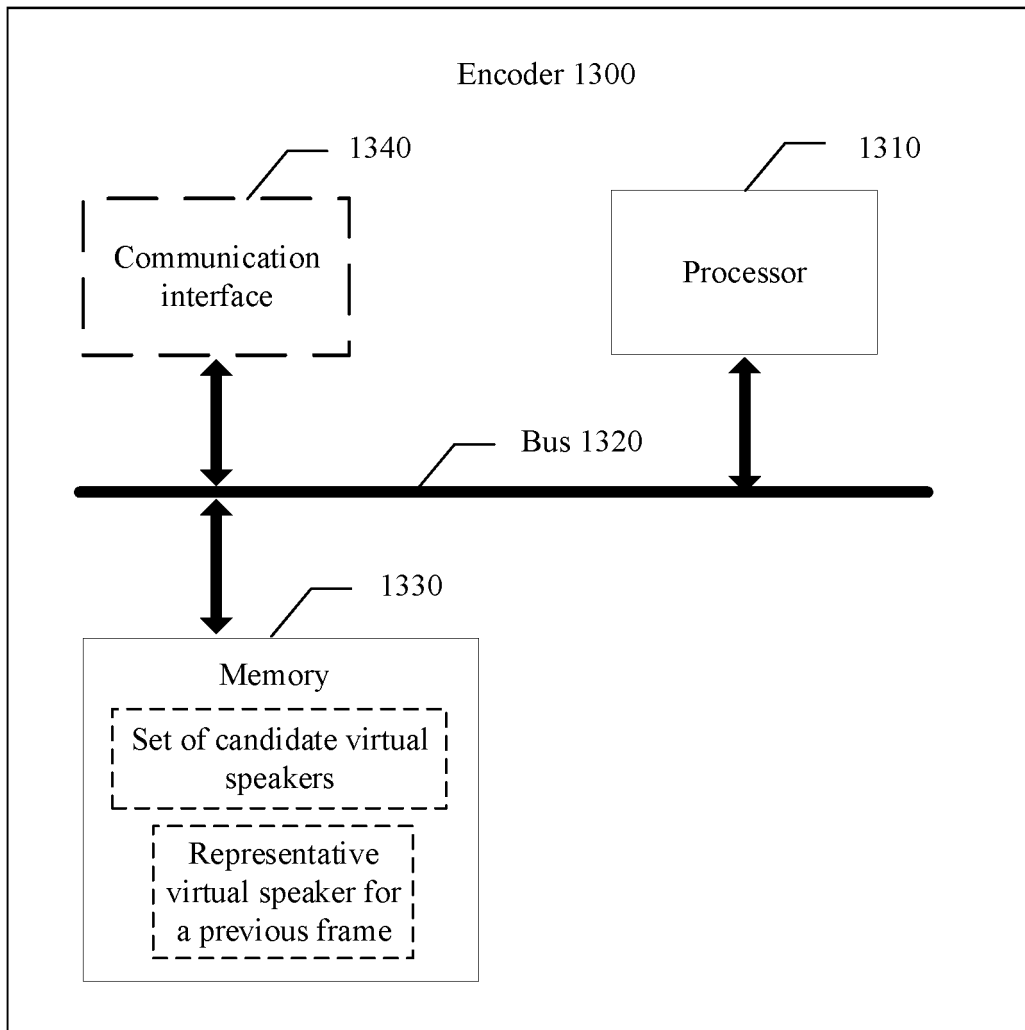 Encoder 1300
1340
1310
Communication
interface
Processor
Bus 1320
1330
Memory
Set of candidate virtual
speakers
Representative
virtual speaker for
a previous frame